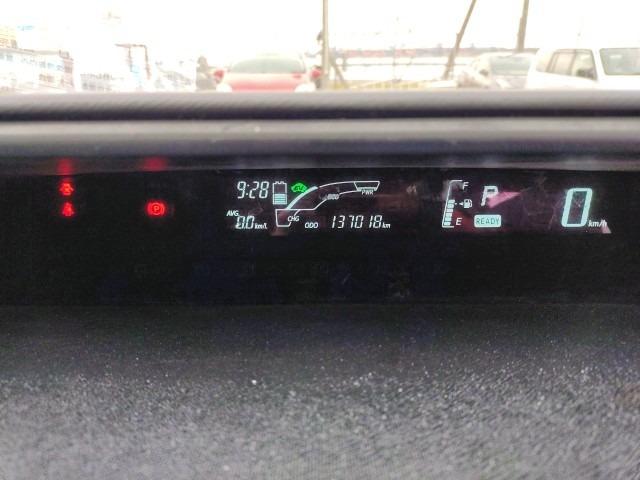 9:28
PWR
ECO
AVG
0.0 km/L
CHG
ODO 137018 km
F
E
P
READY
0 km/h
P